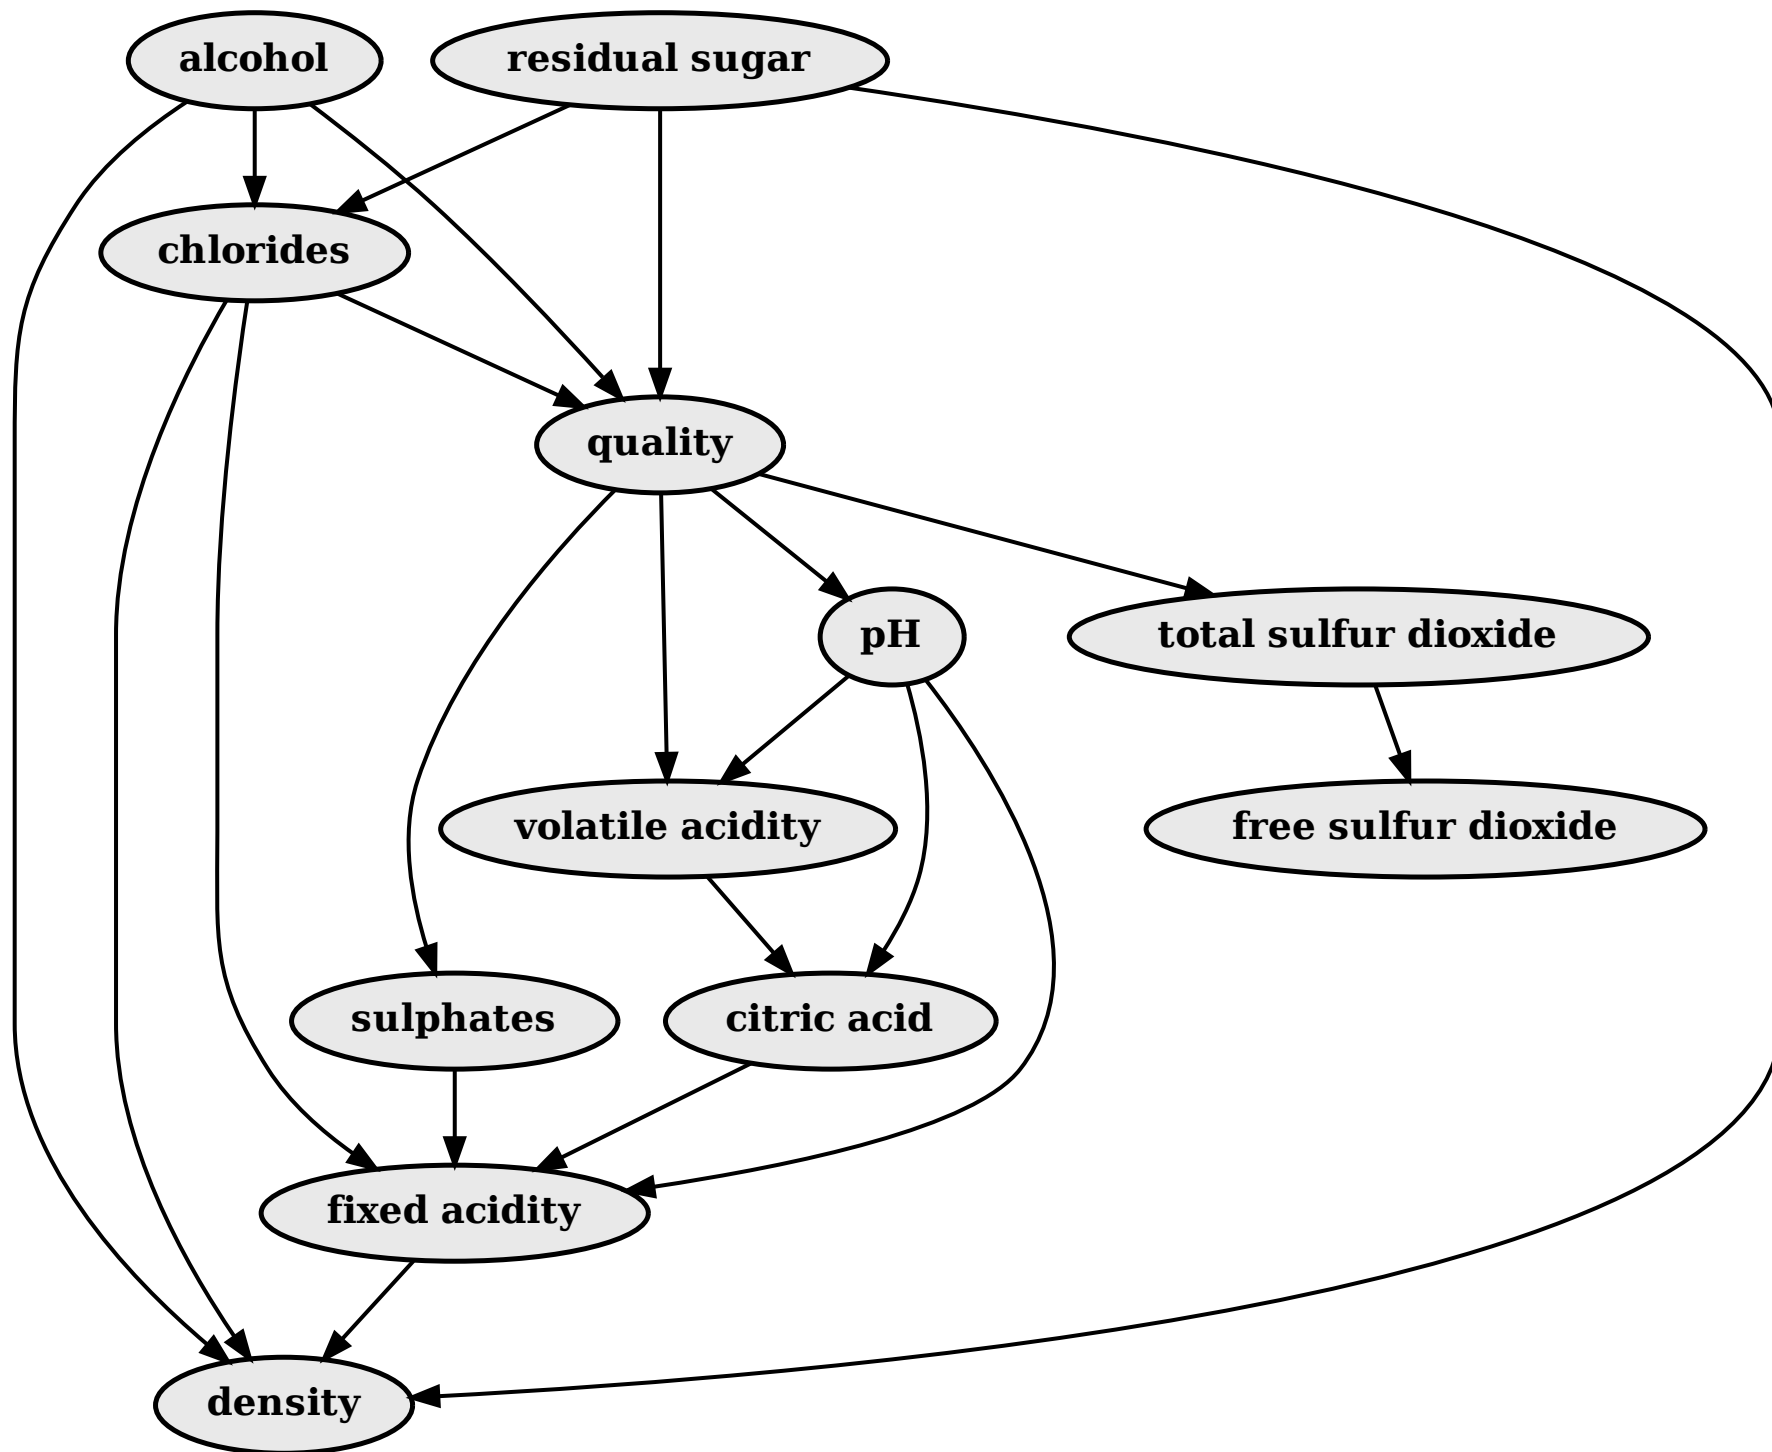 alcohol
residual sugar
chlorides
quality
pH
total sulfur dioxide
volatile acidity
free sulfur dioxide
sulphates
citric acid
fixed acidity
density